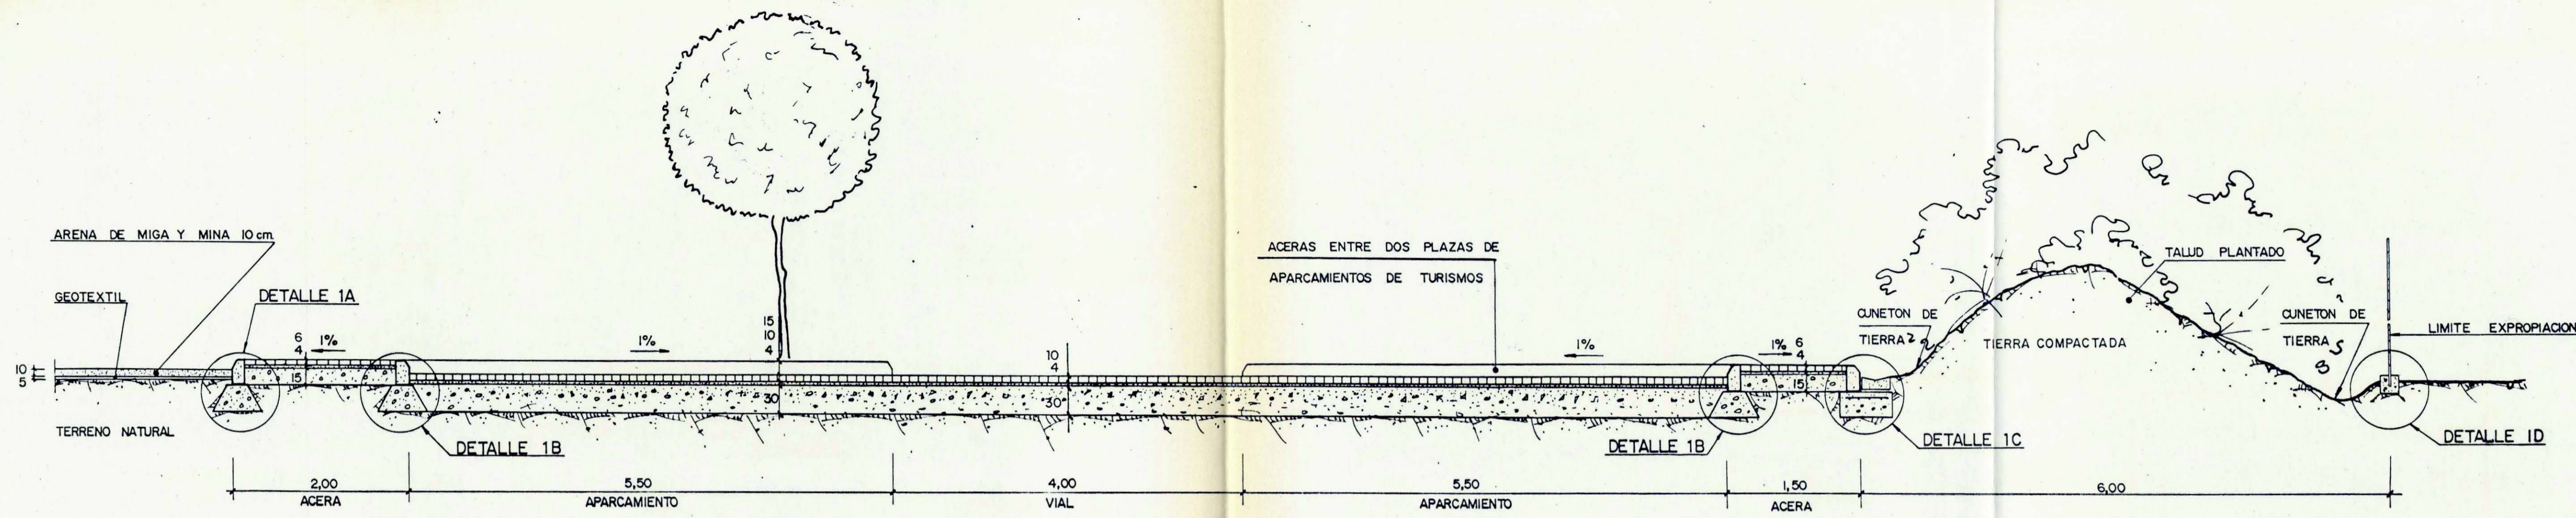 ARENA DE MIGA Y MINA 10 cm
GEOTEXTIL
DETALLE 1A
6
4
1%
15
10
5
TERRENO NATURAL
1%
15
10
4
30
DETALLE 1B
10
4
30
ACERAS ENTRE DOS PLAZAS DE
APARCAMIENTOS DE TURISMOS
1%
1%
6
4
15
DETALLE 1B
DETALLE 1C
CUNETON DE
TIERRA
TIERRA COMPACTADA
TALUD PLANTADO
CUNETON DE
TIERRA
LIMITE EXPROPIACION
DETALLE 1D
2,00
ACERA
5,50
APARCAMIENTO
4,00
VIAL
5,50
APARCAMIENTO
1,50
ACERA
6,00